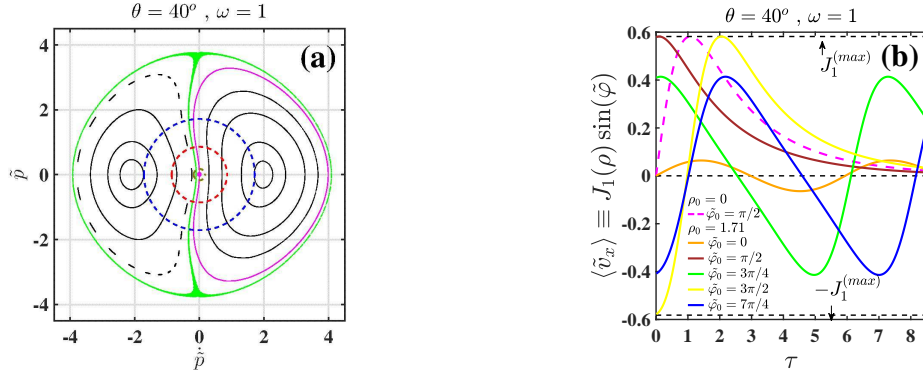 θ = 40° , ω = 1
(a)
4
2
0
-2
-4
p̃
-4 -2 0 2 4
ṗ̃
θ = 40° , ω = 1
(b)
0.6
0.4
0.2
0
-0.2
-0.4
-0.6
⟨ṽₓ⟩ ≡ J₁(ρ) sin(φ̃)
J₁⁽ᵐᵃˣ⁾
ρ₀ = 0
φ̃₀ = π/2
ρ₀ = 1.71
φ̃₀ = 0
φ̃₀ = π/2
φ̃₀ = 3π/4
φ̃₀ = 3π/2
φ̃₀ = 7π/4
−J₁⁽ᵐᵃˣ⁾
0 1 2 3 4 5 6 7 8
τ